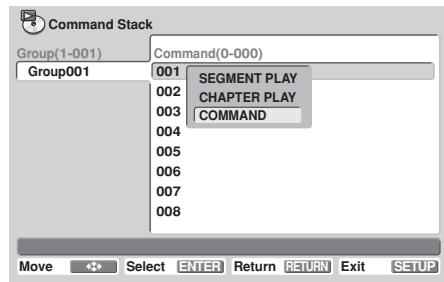 Command Stack
Group(1-001) Command(0-000)
Group001 001 SEGMENT PLAY
002 CHAPTER PLAY
003 COMMAND
004
005
006
007
008
Move Select ENTER Return RETURN Exit SETUP